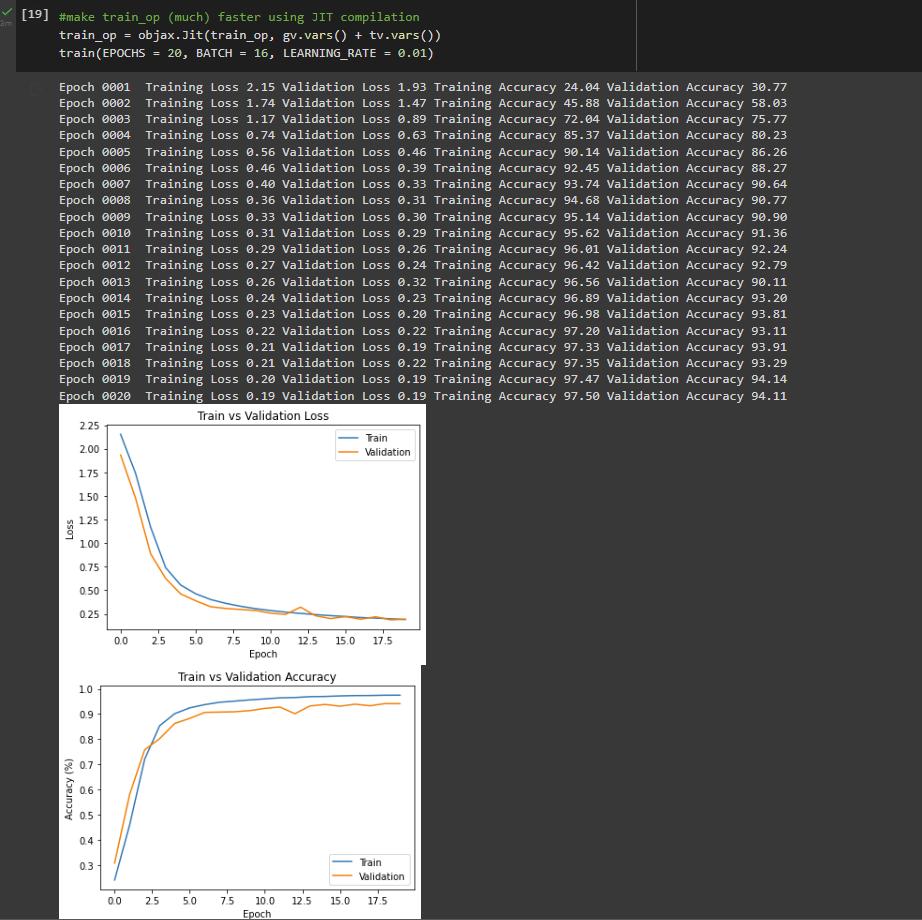 [19] #make train_op (much) faster using JIT compilation
train_op = objax.Jit(train_op, gv.vars() + tv.vars())
train(EPOCHS = 20, BATCH = 16, LEARNING_RATE = 0.01)
Epoch 0001 Training Loss 2.15 Validation Loss 1.93 Training Accuracy 24.04 Validation Accuracy 30.77
Epoch 0002 Training Loss 1.74 Validation Loss 1.47 Training Accuracy 45.88 Validation Accuracy 58.03
Epoch 0003 Training Loss 1.17 Validation Loss 0.89 Training Accuracy 72.04 Validation Accuracy 75.77
Epoch 0004 Training Loss 0.74 Validation Loss 0.63 Training Accuracy 85.37 Validation Accuracy 80.23
Epoch 0005 Training Loss 0.56 Validation Loss 0.46 Training Accuracy 90.14 Validation Accuracy 86.26
Epoch 0006 Training Loss 0.46 Validation Loss 0.39 Training Accuracy 92.45 Validation Accuracy 88.27
Epoch 0007 Training Loss 0.40 Validation Loss 0.33 Training Accuracy 93.74 Validation Accuracy 90.64
Epoch 0008 Training Loss 0.36 Validation Loss 0.31 Training Accuracy 94.68 Validation Accuracy 90.77
Epoch 0009 Training Loss 0.33 Validation Loss 0.30 Training Accuracy 95.14 Validation Accuracy 90.90
Epoch 0010 Training Loss 0.31 Validation Loss 0.29 Training Accuracy 95.62 Validation Accuracy 91.36
Epoch 0011 Training Loss 0.29 Validation Loss 0.26 Training Accuracy 96.01 Validation Accuracy 92.24
Epoch 0012 Training Loss 0.27 Validation Loss 0.24 Training Accuracy 96.42 Validation Accuracy 92.79
Epoch 0013 Training Loss 0.26 Validation Loss 0.32 Training Accuracy 96.56 Validation Accuracy 90.11
Epoch 0014 Training Loss 0.24 Validation Loss 0.23 Training Accuracy 96.89 Validation Accuracy 93.20
Epoch 0015 Training Loss 0.23 Validation Loss 0.20 Training Accuracy 96.98 Validation Accuracy 93.81
Epoch 0016 Training Loss 0.22 Validation Loss 0.22 Training Accuracy 97.20 Validation Accuracy 93.11
Epoch 0017 Training Loss 0.21 Validation Loss 0.19 Training Accuracy 97.33 Validation Accuracy 93.91
Epoch 0018 Training Loss 0.21 Validation Loss 0.22 Training Accuracy 97.35 Validation Accuracy 93.29
Epoch 0019 Training Loss 0.20 Validation Loss 0.19 Training Accuracy 97.47 Validation Accuracy 94.14
Epoch 0020 Training Loss 0.19 Validation Loss 0.19 Training Accuracy 97.50 Validation Accuracy 94.11
Train vs Validation Loss
2.25
2.00
1.75
1.50
1.25
1.00
0.75
0.50
0.25
Loss
Train
Validation
0.0 2.5 5.0 7.5 10.0 12.5 15.0 17.5
Epoch
Train vs Validation Accuracy
1.0
0.9
0.8
0.7
0.6
0.5
0.4
0.3
Accuracy (%)
Train
Validation
0.0 2.5 5.0 7.5 10.0 12.5 15.0 17.5
Epoch